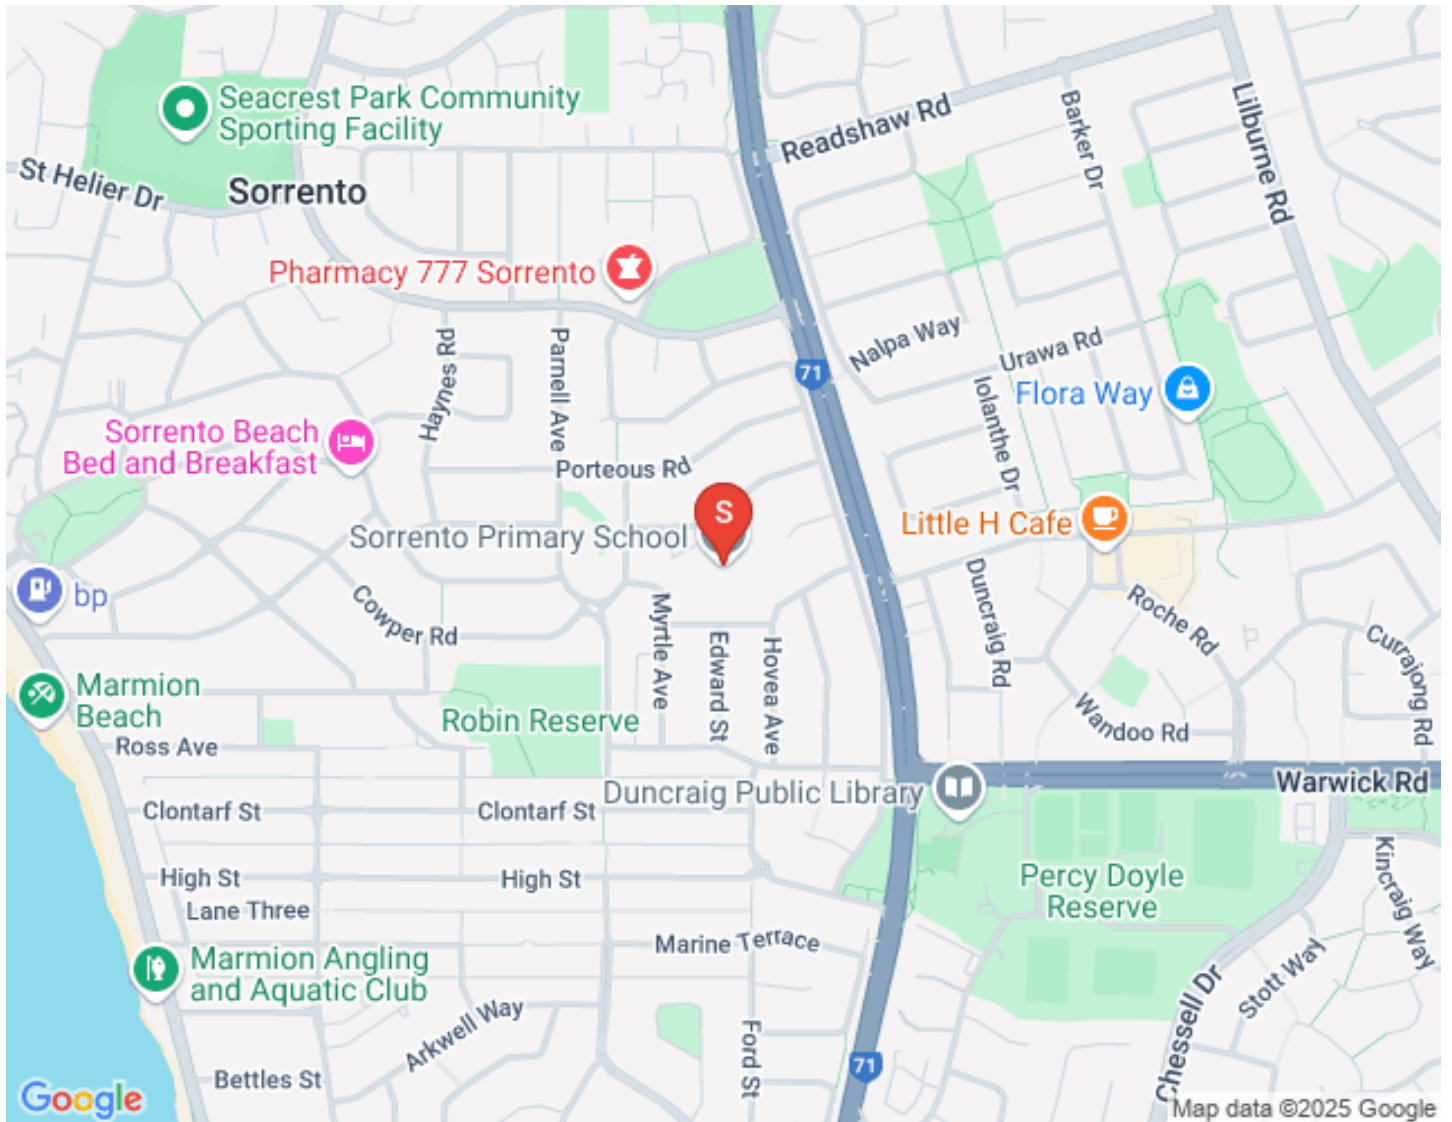 Seacrest Park Community
Sporting Facility
St Helier Dr
Sorrento
Readshaw Rd
Barker Dr
Lilburne Rd
Pharmacy 777 Sorrento
Haynes Rd
Parnell Ave
71
Nalpa Way
Urawa Rd
Iolanthe Dr
Flora Way
Sorrento Beach
Bed and Breakfast
Porteous Rd
S
Sorrento Primary School
Little H Cafe
bp
Cowper Rd
Myrtle Ave
Edward St
Hovea Ave
Duncraig Rd
Roche Rd
Currajong Rd
Wandoo Rd
Marmion
Beach
Robin Reserve
Ross Ave
Duncraig Public Library
Warwick Rd
Clontarf St
Clontarf St
High St
High St
Lane Three
Percy Doyle
Reserve
Kincraig Way
Marine Terrace
Marmion Angling
and Aquatic Club
Arkwell Way
Stott Way
Chessell Dr
Ford St
71
Bettles St
Google
Map data ©2025 Google